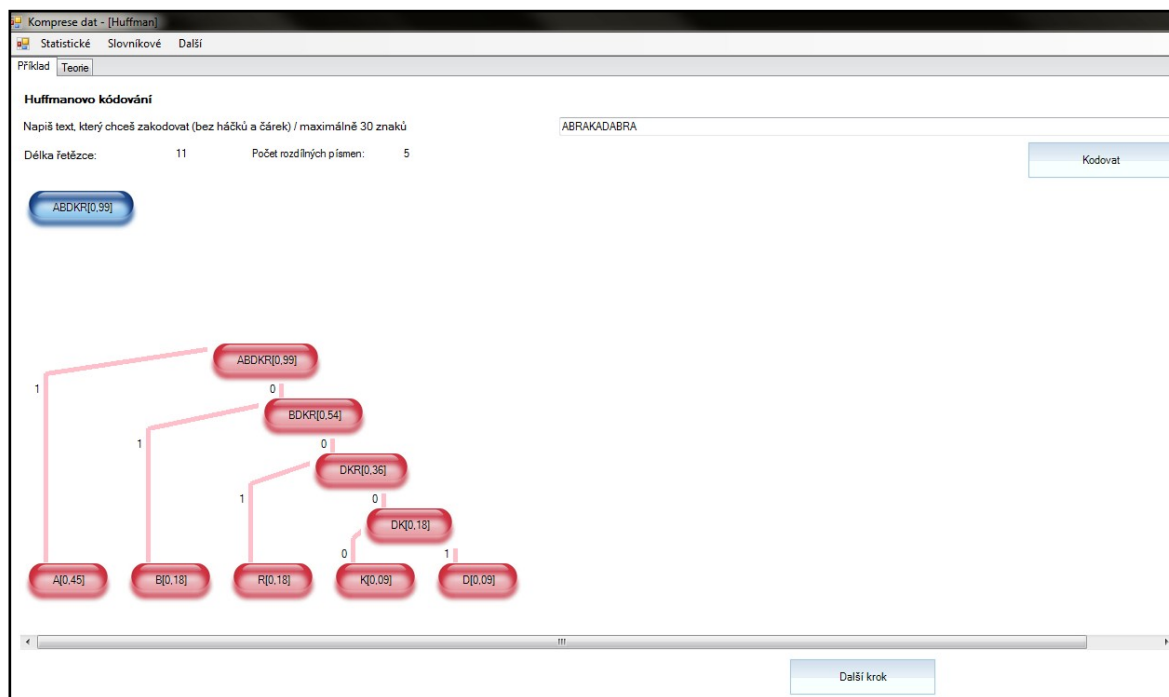 Komprese dat - [Huffman]
Statistické Slovníkové Další
Příklad Teorie
Huffmanovo kódování
Napiš text, který chceš zakodovat (bez háčků a čárek) / maximálně 30 znaků ABRAKADABRA
Délka řetězce: 11 Počet rozdílných písmen: 5
Kodovat
ABDKR[0,99]
ABDKR[0,99]
1 0
BDKR[0,54]
1 0
DKR[0,36]
1 0
DK[0,18]
0 1
A[0,45] B[0,18] R[0,18] K[0,09] D[0,09]
Další krok